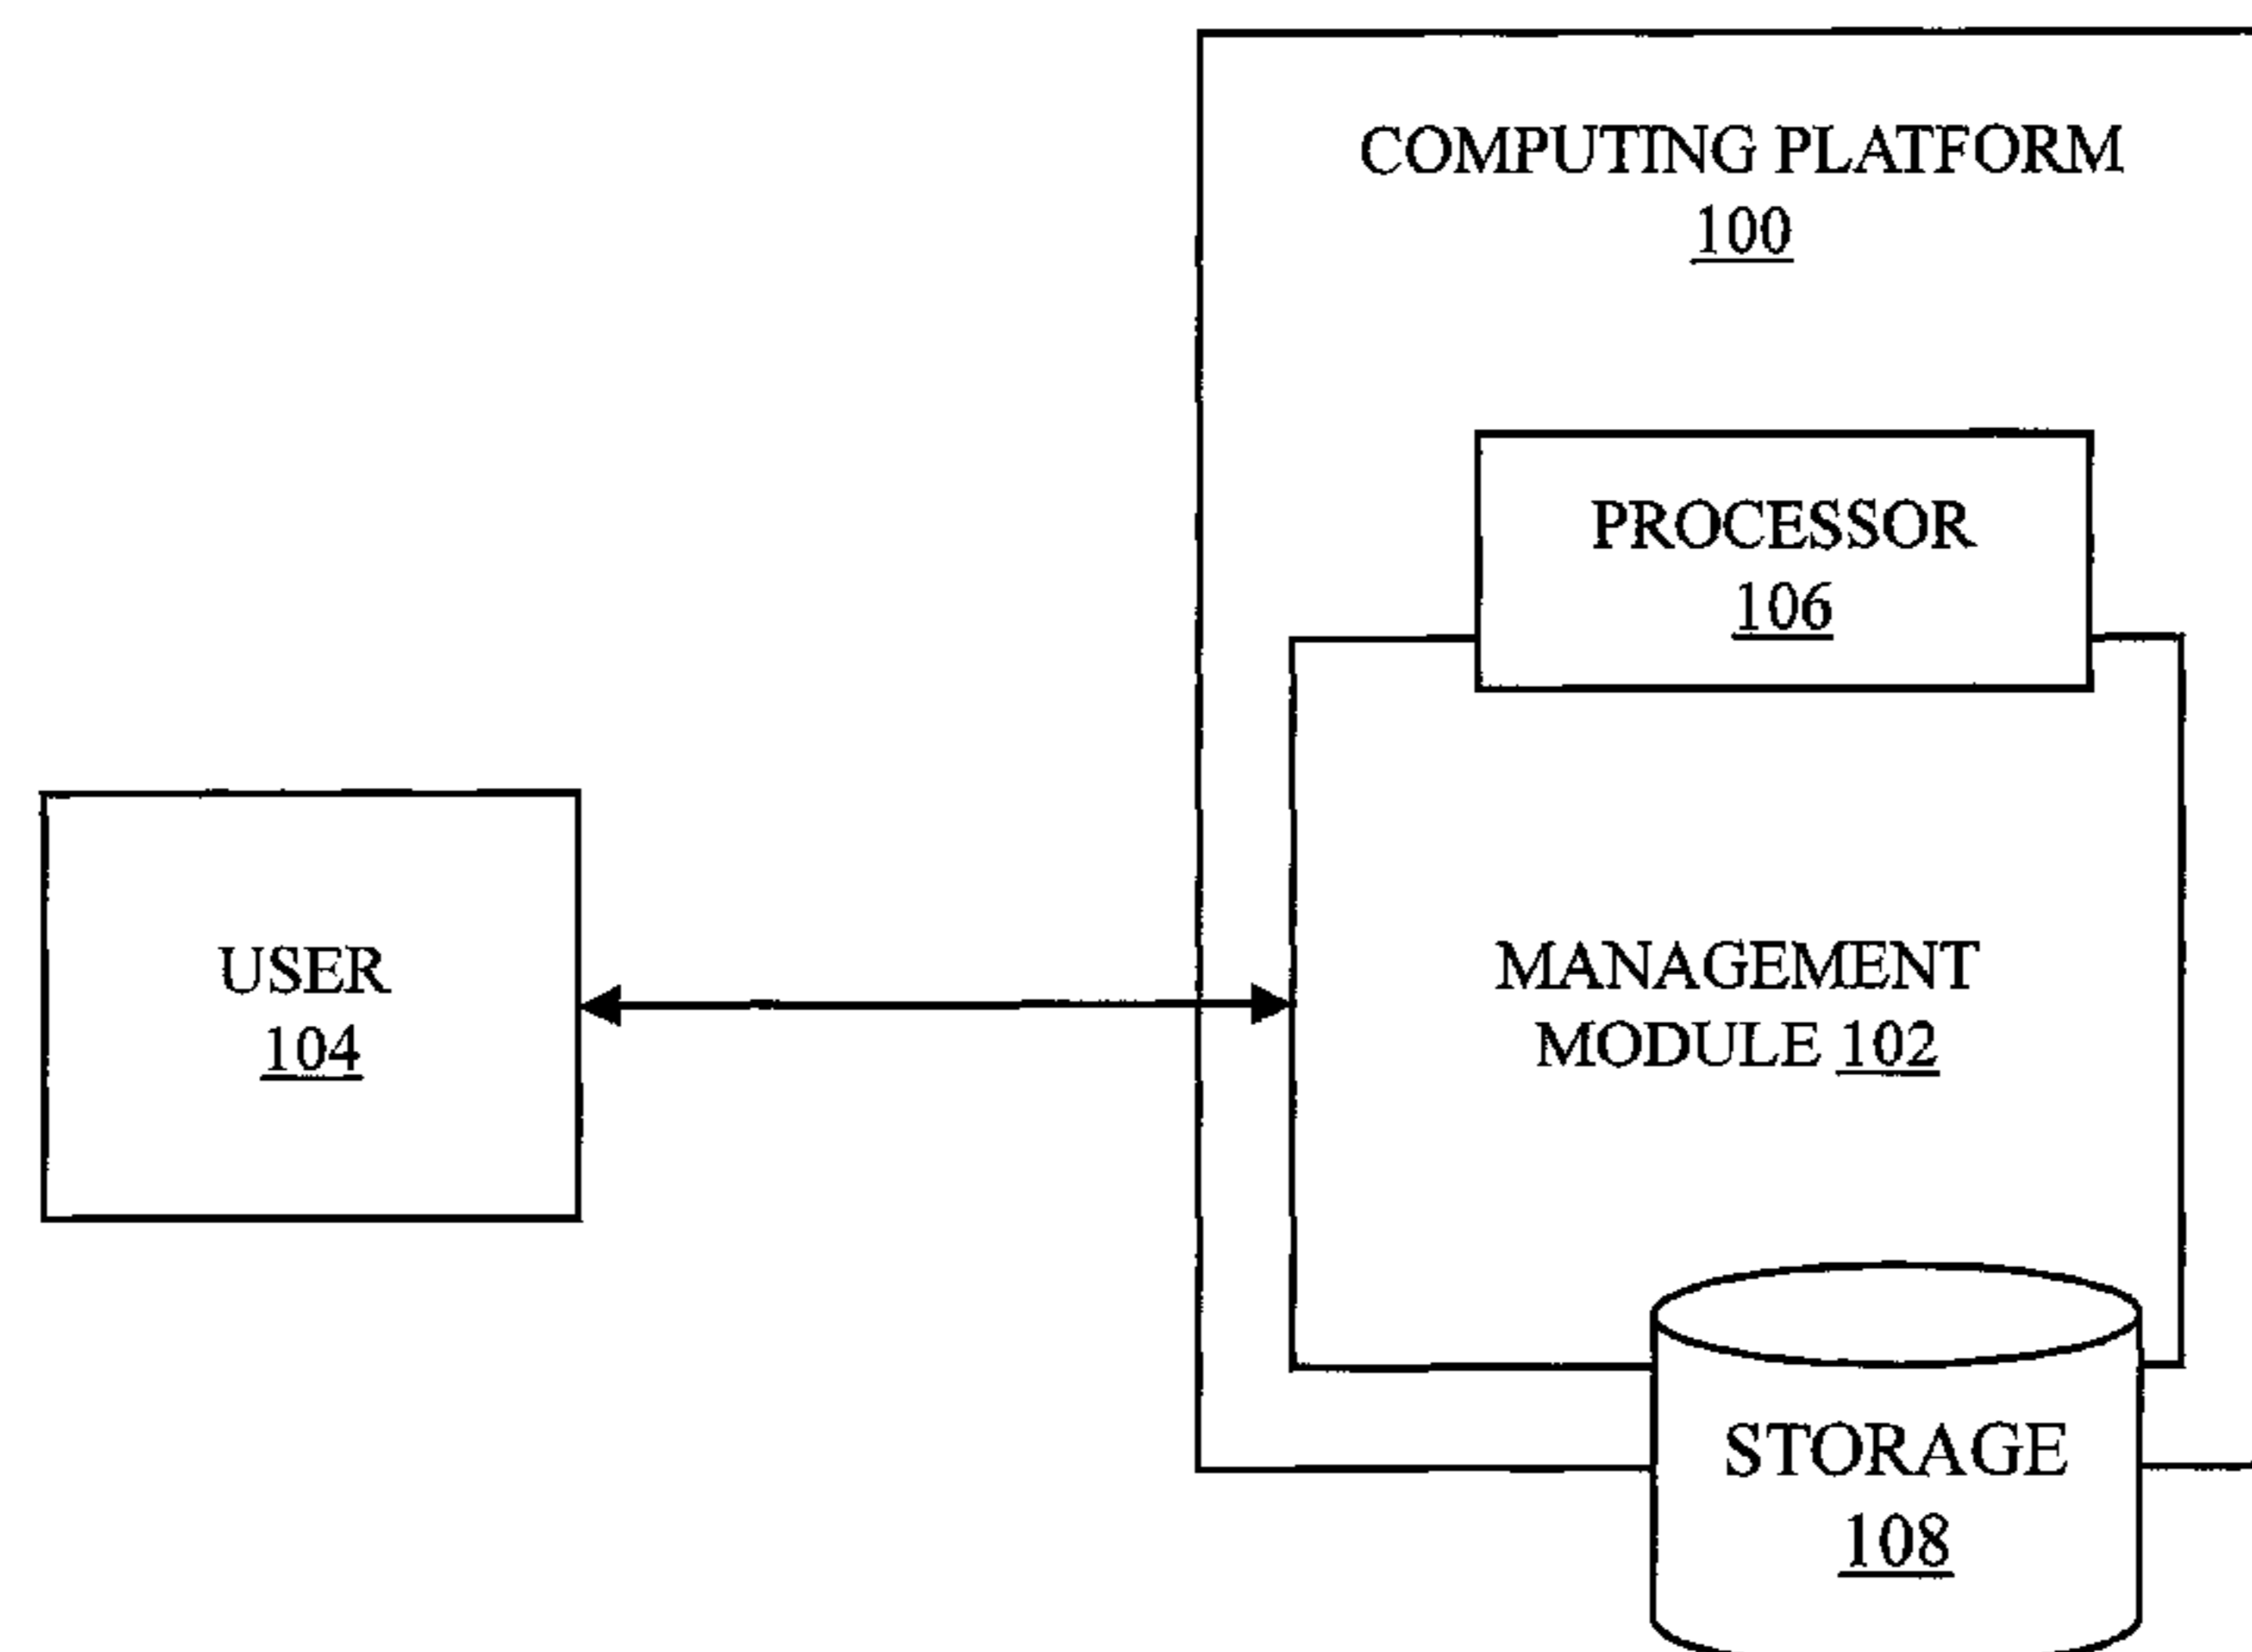 COMPUTING PLATFORM
100
PROCESSOR
106
USER
104
MANAGEMENT
MODULE 102
STORAGE
108